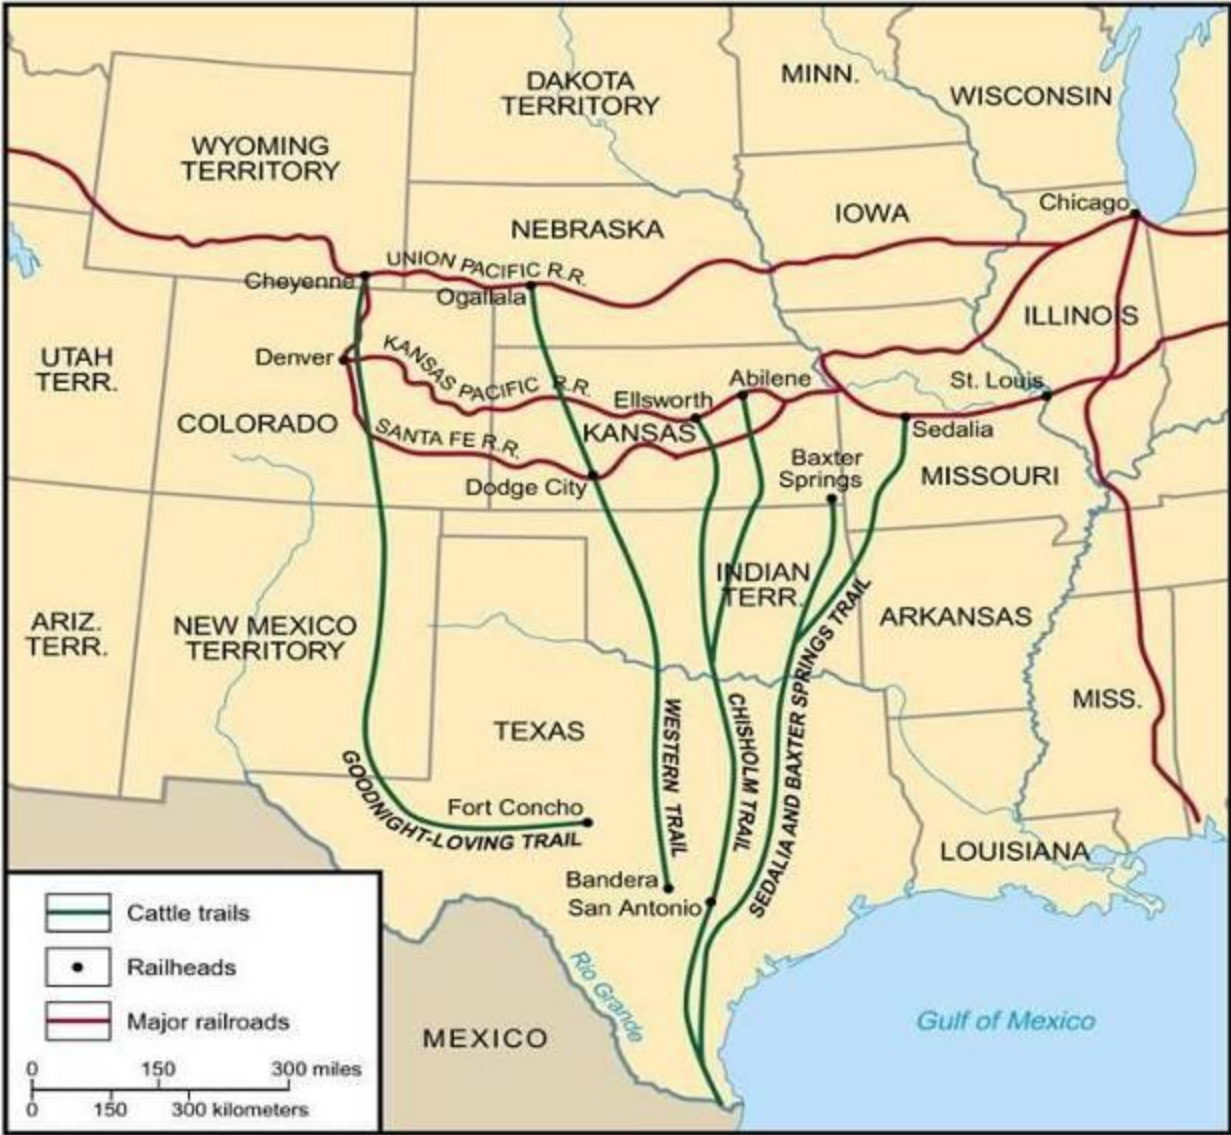 DAKOTA
TERRITORY
MINN.
WISCONSIN
WYOMING
TERRITORY
NEBRASKA
IOWA
Chicago
UNION PACIFIC R.R.
Cheyenne
Ogallala
ILLINOIS
UTAH
TERR.
Denver
KANSAS PACIFIC R.R.
Ellsworth
Abilene
St. Louis
COLORADO
SANTA FE R.R.
KANSAS
Sedalia
Dodge City
Baxter
Springs
MISSOURI
INDIAN
TERR.
ARIZ.
TERR.
NEW MEXICO
TERRITORY
ARKANSAS
TEXAS
MISS.
GOODNIGHT-LOVING TRAIL
Fort Concho
WESTERN TRAIL
CHISHOLM TRAIL
SEDALIA AND BAXTER SPRINGS TRAIL
LOUISIANA
Bandera
San Antonio
Rio Grande
MEXICO
Gulf of Mexico
Cattle trails
Railheads
Major railroads
0 150 300 miles
0 150 300 kilometers